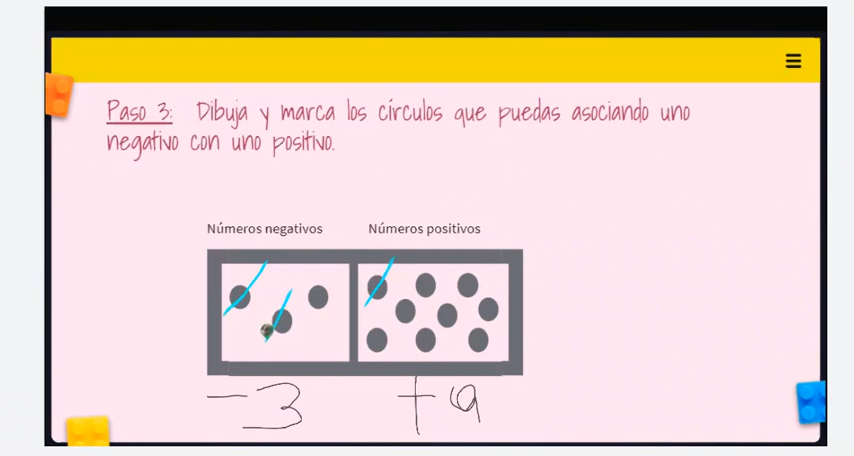 Paso 3: Dibuja y marca los círculos que puedas asociando uno
negativo con uno positivo.
Números negativos Números positivos
-3 +9